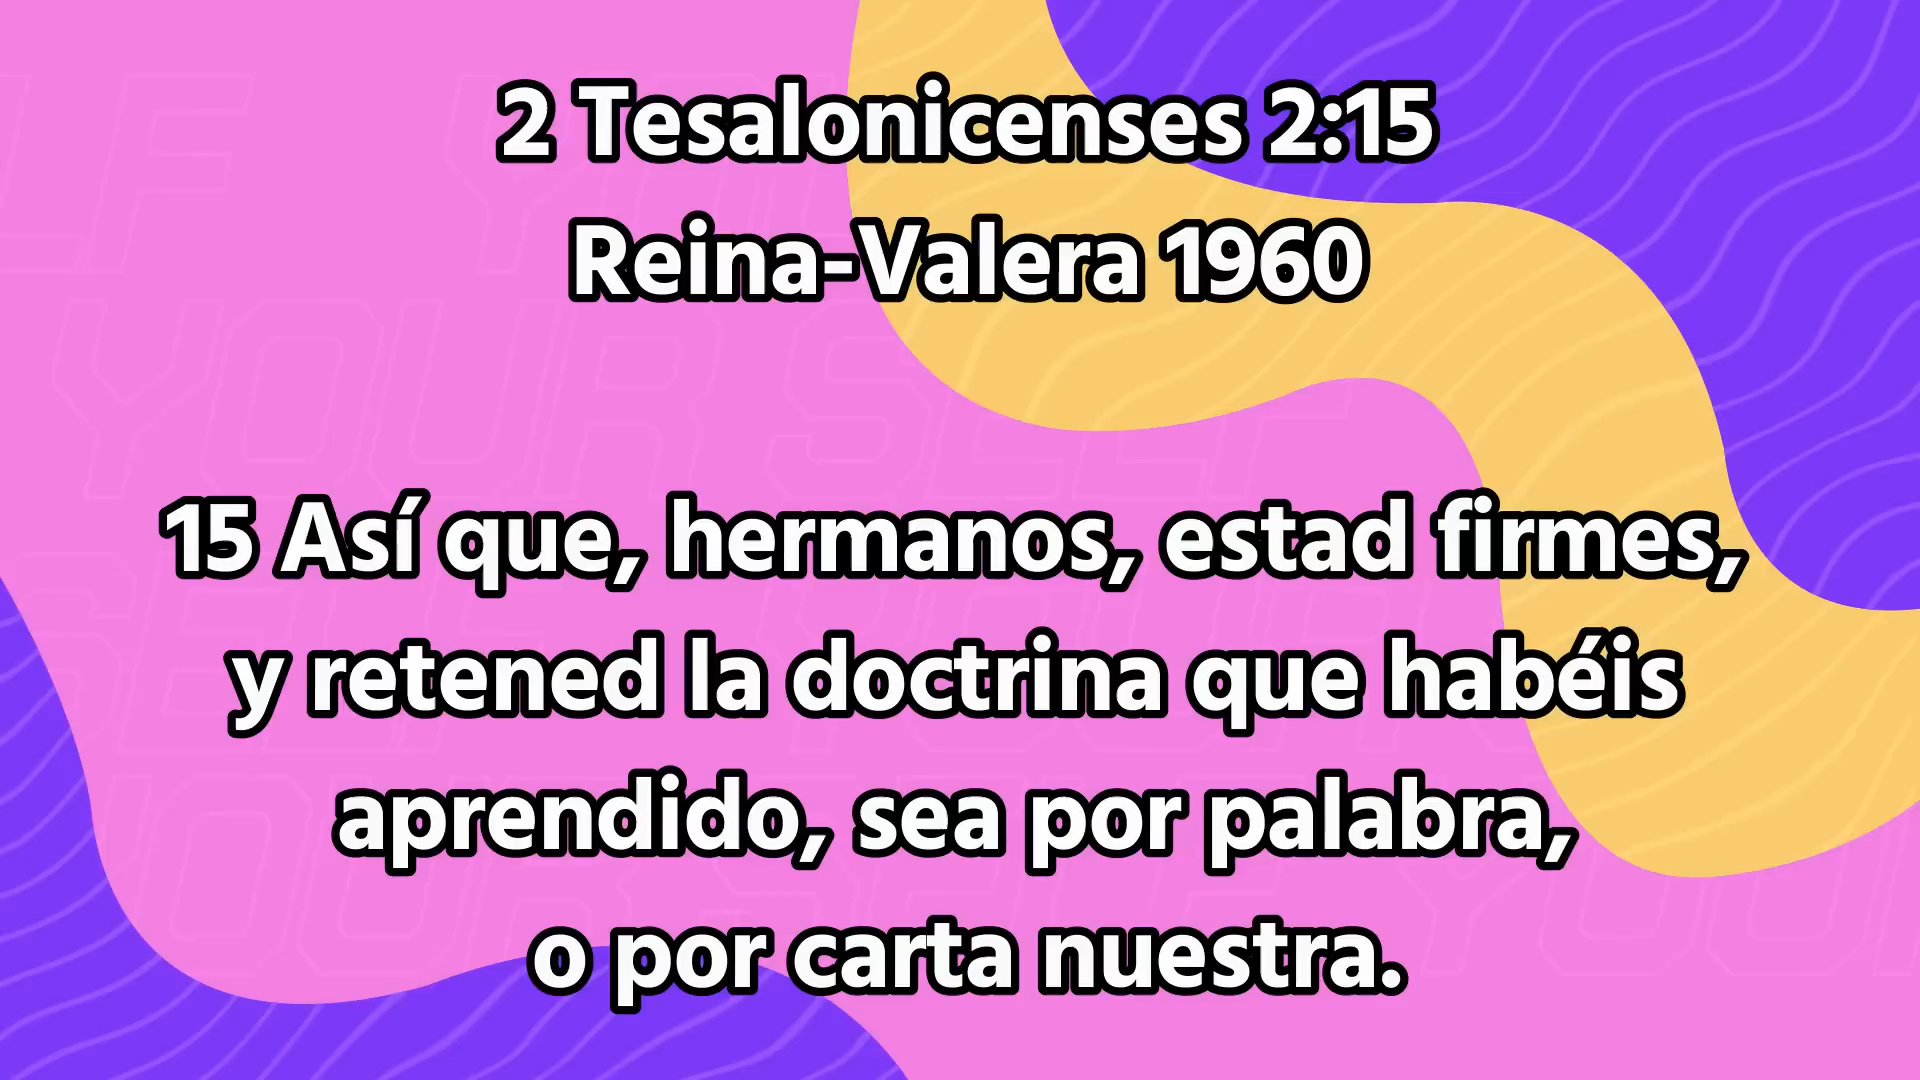 2 Tesalonicenses 2:15
Reina-Valera 1960
15 Así que, hermanos, estad firmes,
y retened la doctrina que habéis
aprendido, sea por palabra,
o por carta nuestra.